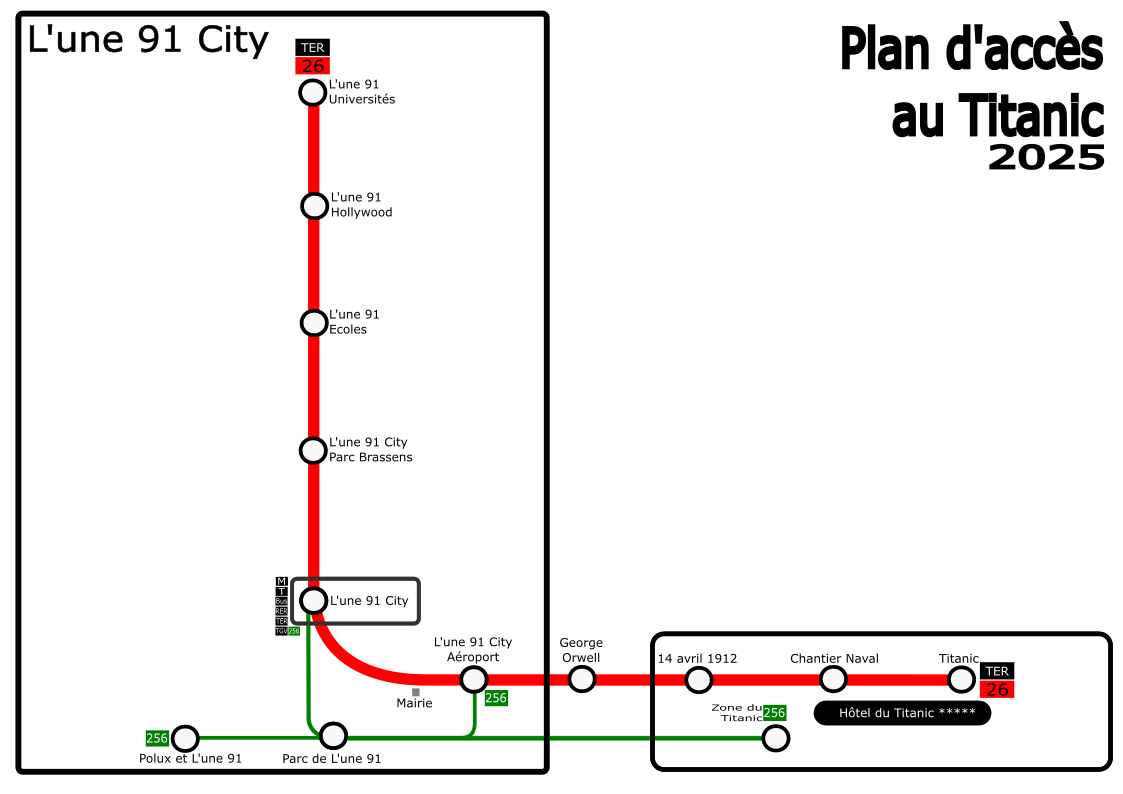 L'une 91 City
Plan d'accès
au Titanic
2025
TER
26
L'une 91
Universités
L'une 91
Hollywood
L'une 91
Ecoles
L'une 91 City
Parc Brassens
M
T
Bus
RER
TER
TGV 256
L'une 91 City
L'une 91 City
Aéroport
256
Mairie
George
Orwell
14 avril 1912
Chantier Naval
Titanic
TER
26
Hôtel du Titanic *****
Zone du
Titanic
256
256
Polux et L'une 91
Parc de L'une 91